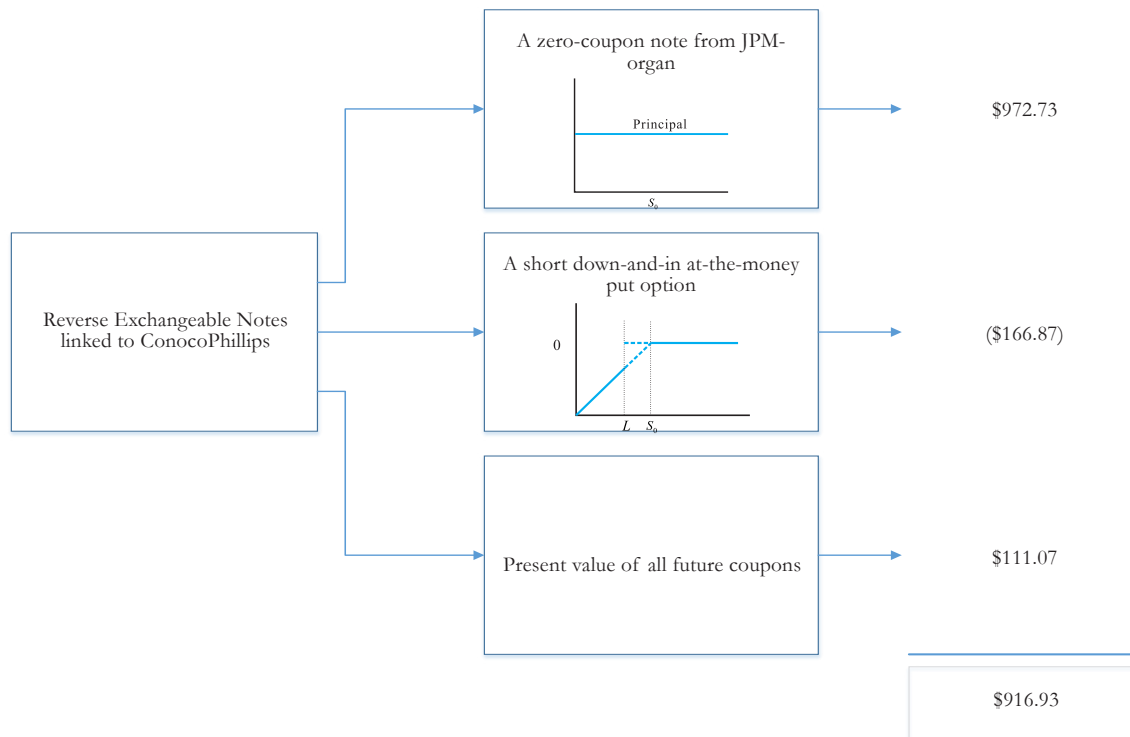 A zero-coupon note from JPM-
organ
Principal
S₀
$972.73
Reverse Exchangeable Notes
linked to ConocoPhillips
A short down-and-in at-the-money
put option
0
L S₀
($166.87)
Present value of all future coupons
$111.07
$916.93